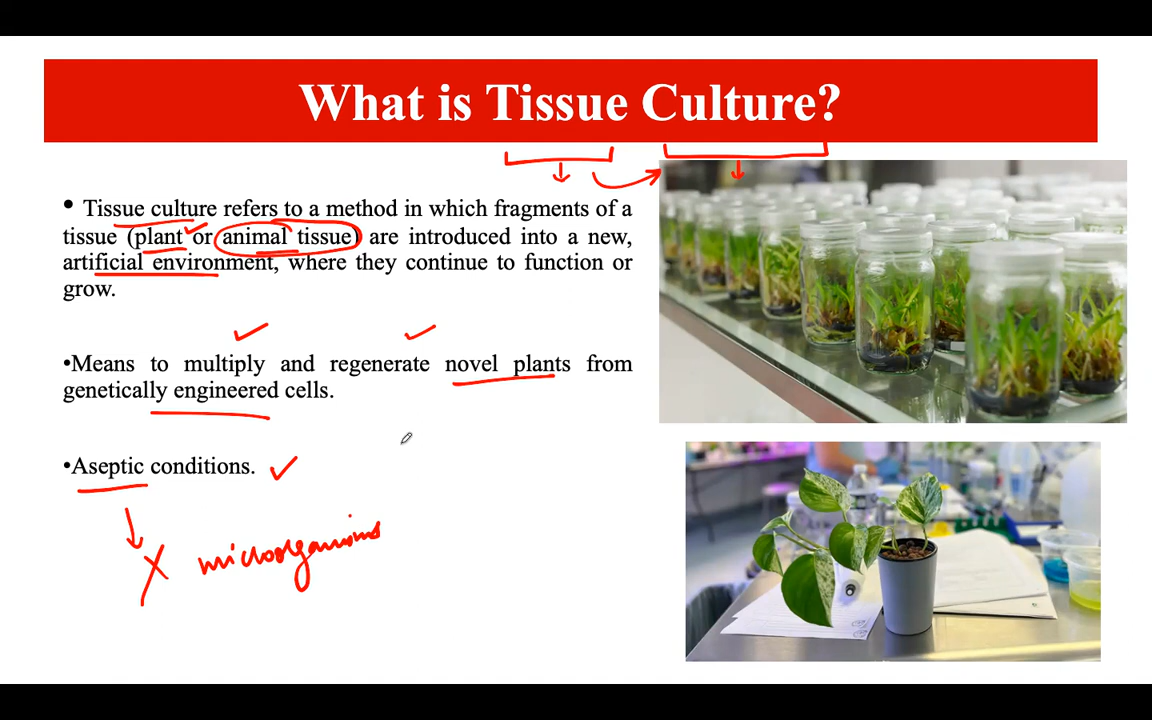 What is Tissue Culture?
• Tissue culture refers to a method in which fragments of a
tissue (plant or animal tissue) are introduced into a new,
artificial environment, where they continue to function or
grow.
•Means to multiply and regenerate novel plants from
genetically engineered cells.
•Aseptic conditions.
X microorganisms